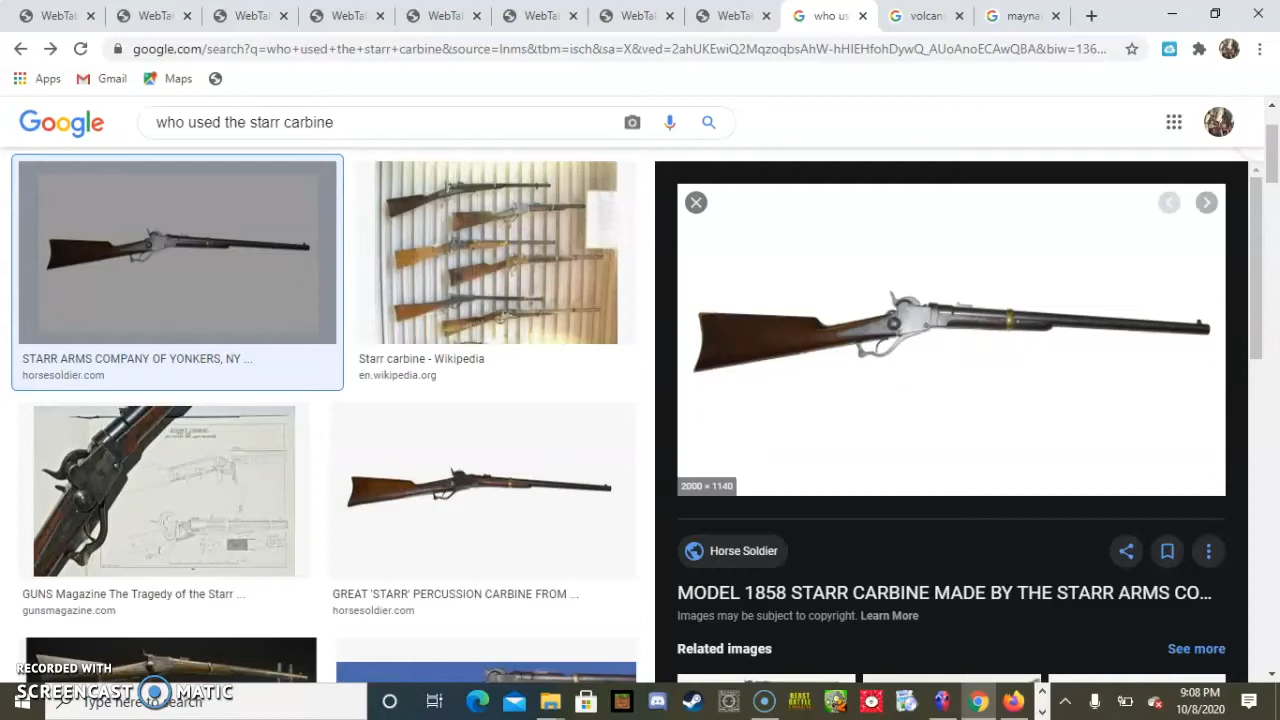 WebTa
WebTa
WebTa
WebTa
WebTa
WebTa
WebTa
WebTa
who us
volcan
mayna
google.com/search?q=who+used+the+starr+carbine&source=lnms&tbm=isch&sa=X&ved=2ahUKEwiQ2MqzoqbsAhW-hHIEHfohDywQ_AUoAnoECAwQBA&biw=136...
Apps
Gmail
Maps
Google
who used the starr carbine
STARR ARMS COMPANY OF YONKERS, NY ...
horsesoldier.com
Starr carbine - Wikipedia
en.wikipedia.org
GUNS Magazine The Tragedy of the Starr ...
gunsmagazine.com
GREAT 'STARR' PERCUSSION CARBINE FROM ...
horsesoldier.com
2000 × 1140
Horse Soldier
MODEL 1858 STARR CARBINE MADE BY THE STARR ARMS CO...
Images may be subject to copyright. Learn More
Related images
See more
RECORDED WITH
SCREENCAST MATIC
Type here to search
9:08 PM
10/8/2020